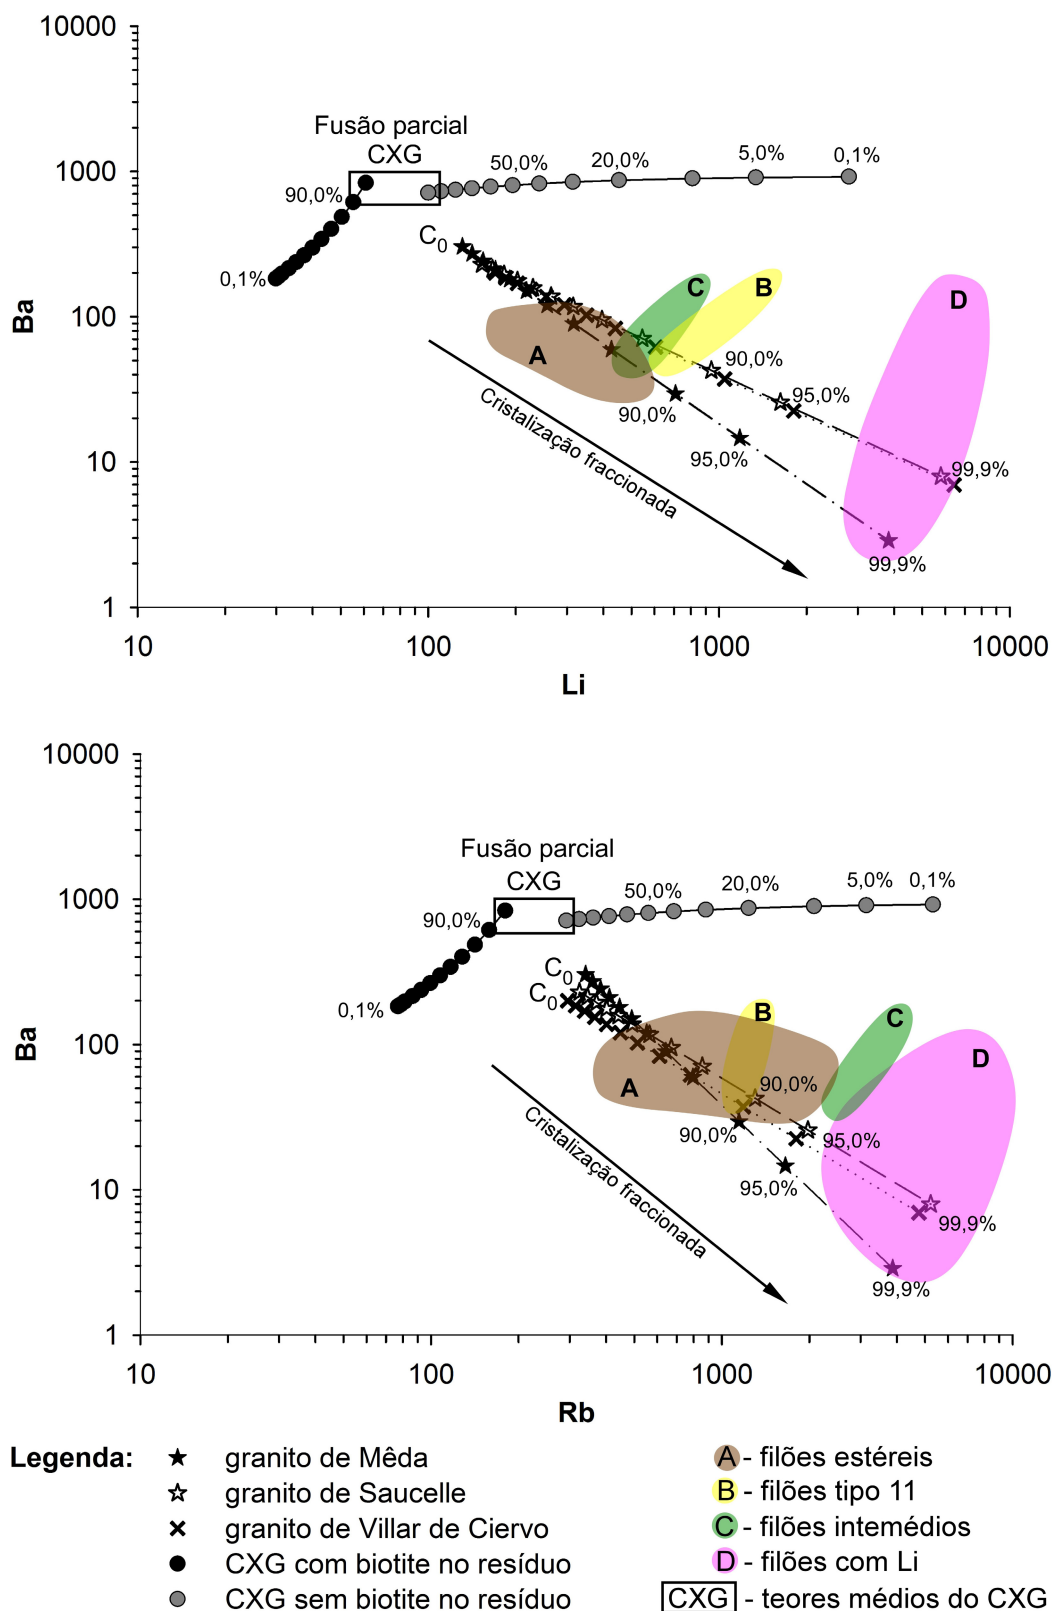 10000
Fusão parcial
CXG
50,0%
20,0%
5,0%
0,1%
1000
90,0%
C0
0,1%
C
B
D
Ba
100
A
90,0%
90,0%
95,0%
Cristalização fraccionada
95,0%
10
99,9%
99,9%
1
10
100
1000
10000
Li
10000
Fusão parcial
CXG
50,0%
20,0%
5,0%
0,1%
1000
90,0%
C0
C0
0,1%
B
C
Ba
100
D
A
90,0%
Cristalização fraccionada
90,0%
95,0%
95,0%
10
99,9%
99,9%
1
10
100
1000
10000
Rb
Legenda:
granito de Mêda
granito de Saucelle
granito de Villar de Ciervo
CXG com biotite no resíduo
CXG sem biotite no resíduo
A - filões estéreis
B - filões tipo 11
C - filões intemédios
D - filões com Li
CXG - teores médios do CXG